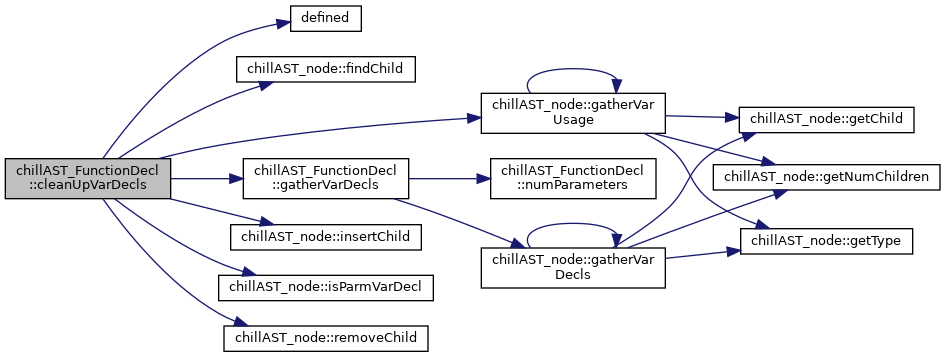 defined
chillAST_node::findChild
chillAST_node::gatherVar
Usage
chillAST_node::getChild
chillAST_FunctionDecl
::cleanUpVarDecls
chillAST_FunctionDecl
::gatherVarDecls
chillAST_FunctionDecl
::numParameters
chillAST_node::getNumChildren
chillAST_node::insertChild
chillAST_node::gatherVar
Decls
chillAST_node::getType
chillAST_node::isParmVarDecl
chillAST_node::removeChild